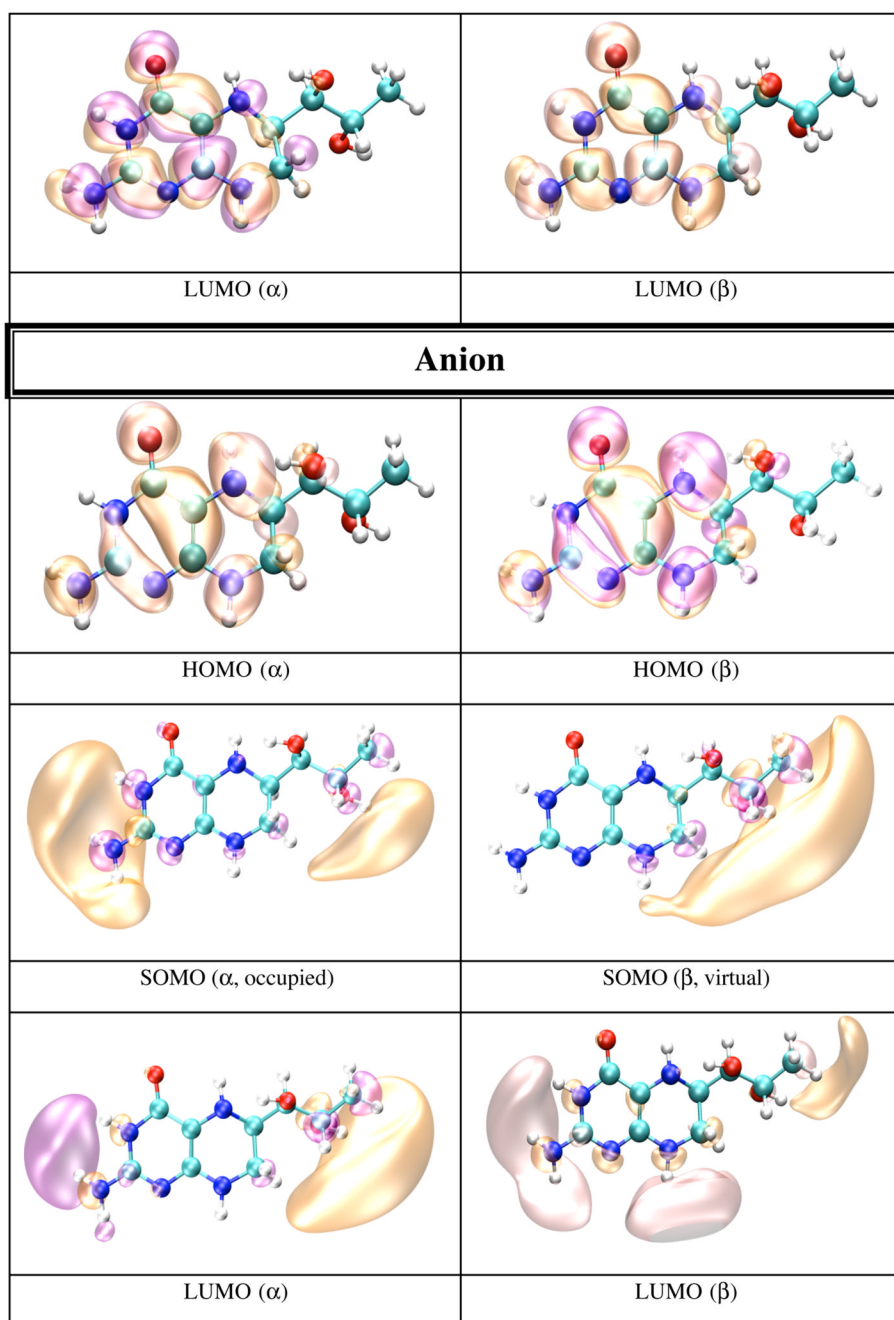 LUMO (α)
LUMO (β)
Anion
HOMO (α)
HOMO (β)
SOMO (α, occupied)
SOMO (β, virtual)
LUMO (α)
LUMO (β)